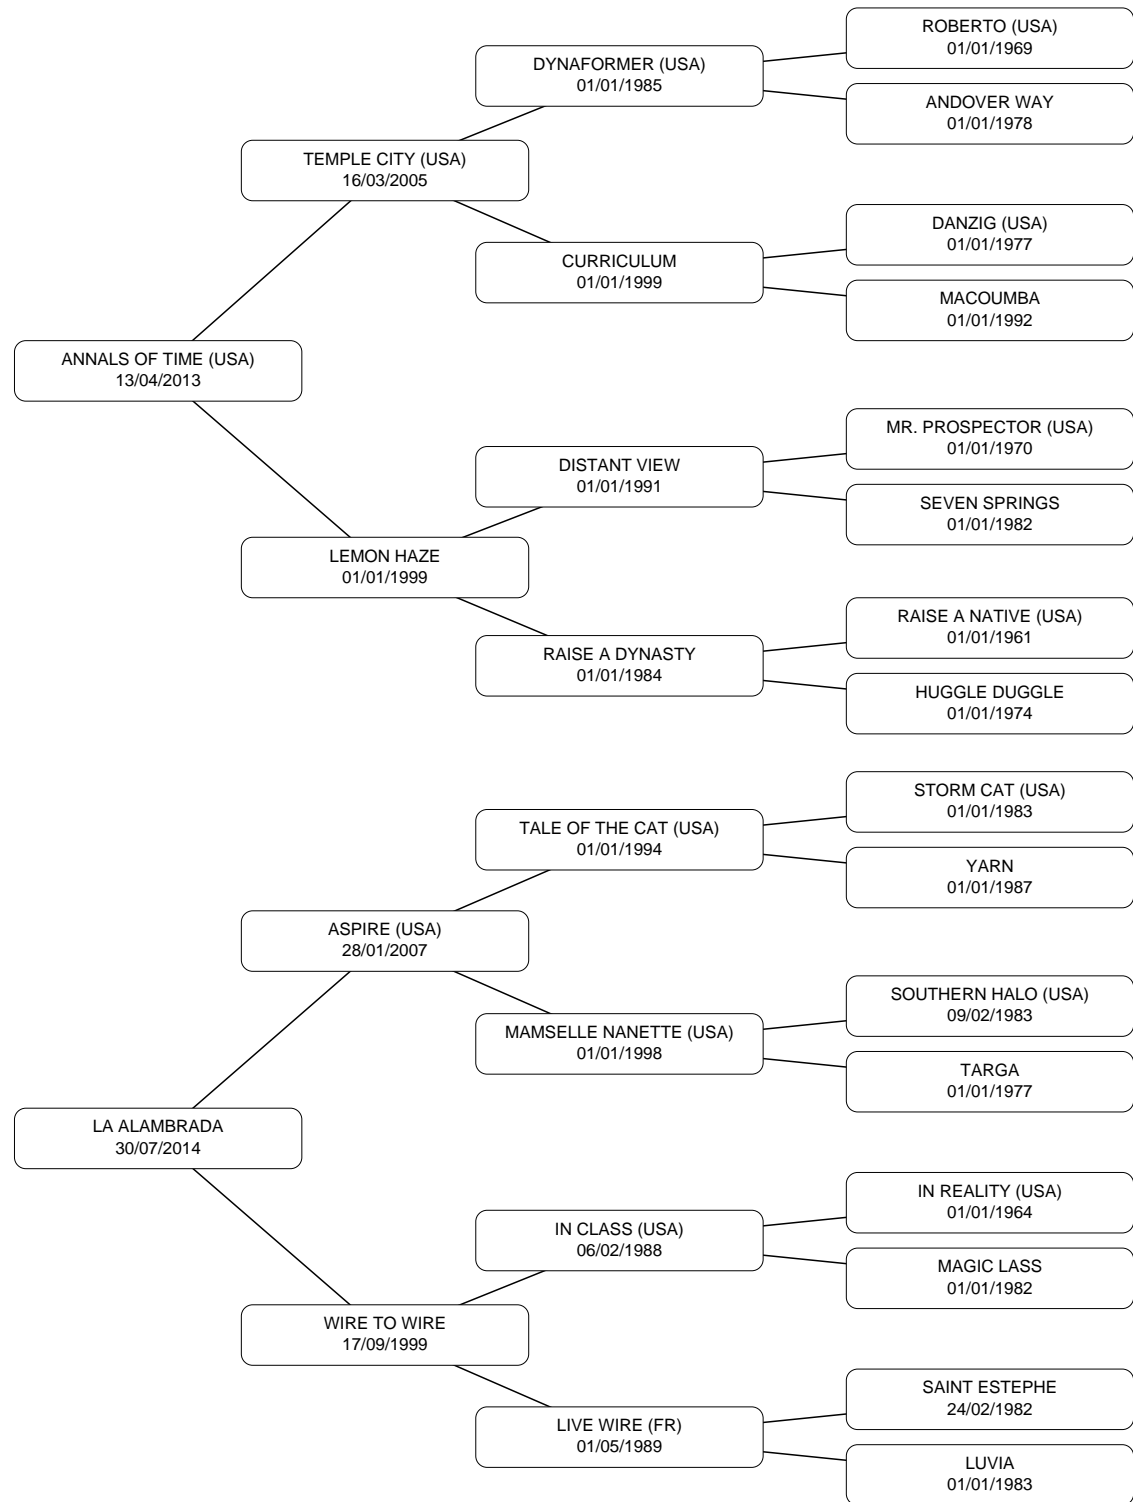 ROBERTO (USA)
01/01/1969
DYNAFORMER (USA)
01/01/1985
ANDOVER WAY
01/01/1978
TEMPLE CITY (USA)
16/03/2005
DANZIG (USA)
01/01/1977
CURRICULUM
01/01/1999
MACOUMBA
01/01/1992
ANNALS OF TIME (USA)
13/04/2013
MR. PROSPECTOR (USA)
01/01/1970
DISTANT VIEW
01/01/1991
SEVEN SPRINGS
01/01/1982
LEMON HAZE
01/01/1999
RAISE A NATIVE (USA)
01/01/1961
RAISE A DYNASTY
01/01/1984
HUGGLE DUGGLE
01/01/1974
STORM CAT (USA)
01/01/1983
TALE OF THE CAT (USA)
01/01/1994
YARN
01/01/1987
ASPIRE (USA)
28/01/2007
SOUTHERN HALO (USA)
09/02/1983
MAMSELLE NANETTE (USA)
01/01/1998
TARGA
01/01/1977
LA ALAMBRADA
30/07/2014
IN REALITY (USA)
01/01/1964
IN CLASS (USA)
06/02/1988
MAGIC LASS
01/01/1982
WIRE TO WIRE
17/09/1999
SAINT ESTEPHE
24/02/1982
LIVE WIRE (FR)
01/05/1989
LUVIA
01/01/1983